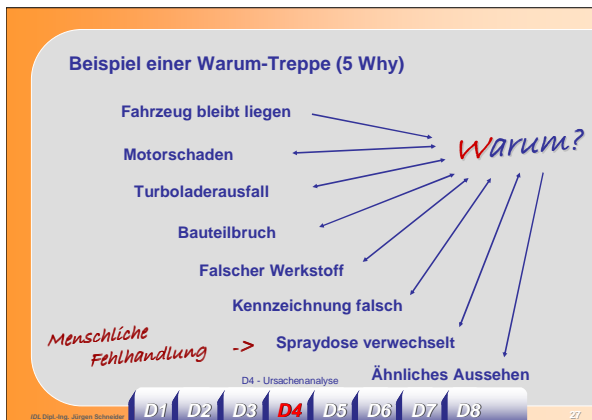 Beispiel einer Warum-Treppe (5 Why)
Fahrzeug bleibt liegen
Warum?
Motorschaden
Turboladerausfall
Bauteilbruch
Falscher Werkstoff
Kennzeichnung falsch
Menschliche
Fehlhandlung -> Spraydose verwechselt
Ähnliches Aussehen
D4 - Ursachenanalyse
IDL Dipl.-Ing. Jürgen Schneider D1 D2 D3 D4 D5 D6 D7 D8 27